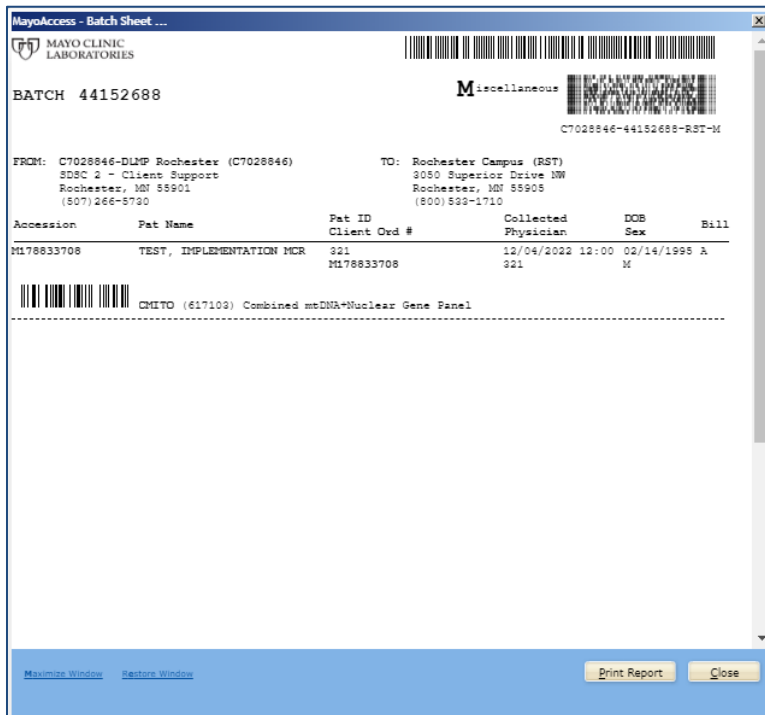 MayoAccess - Batch Sheet ...
MAYO CLINIC
LABORATORIES
BATCH 44152688
Miscellaneous
C7028846-44152688-RST-M
FROM: C7028846-DLMP Rochester (C7028846) TO: Rochester Campus (RST)
SDSC 2 - Client Support 3050 Superior Drive NW
Rochester, MN 55901 Rochester, MN 55905
(507)266-5730 (800)533-1710
Accession Pat Name Pat ID Collected DOB Bill
Client Ord # Physician Sex
M178833708 TEST, IMPLEMENTATION MCR 321 12/04/2022 12:00 02/14/1995 A
M178833708 321 M
CMITO (617103) Combined mtDNA+Nuclear Gene Panel
Maximize Window Restore Window Print Report Close